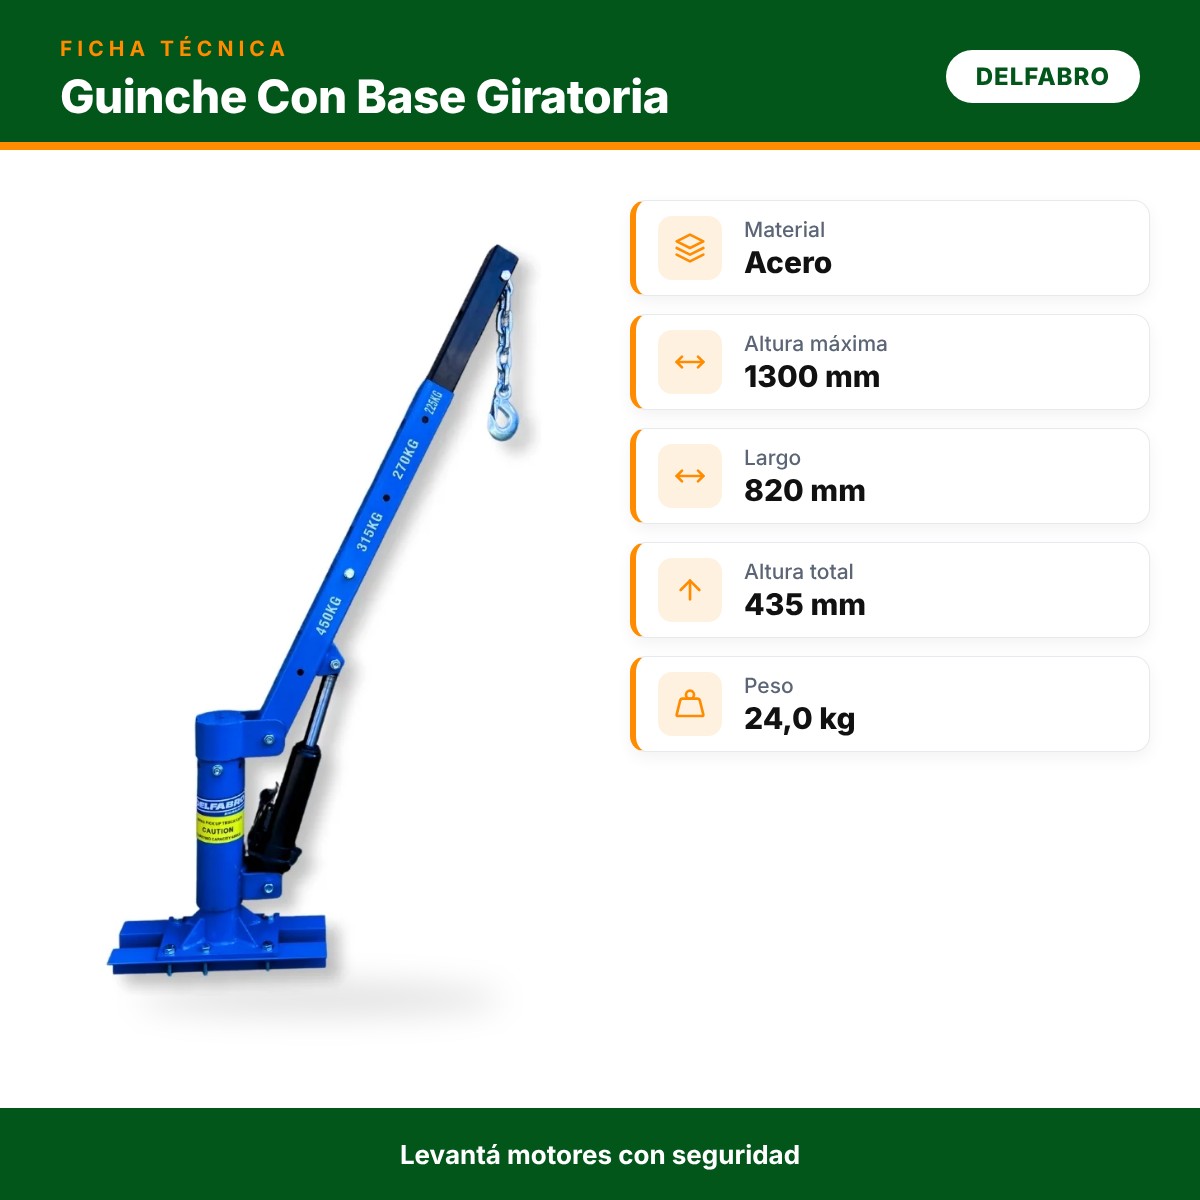 FICHA TÉCNICA
Guinche Con Base Giratoria
DELFABRO
Material
Acero
Altura máxima
1300 mm
Largo
820 mm
Altura total
435 mm
Peso
24,0 kg
225KG
270KG
315KG
450KG
DELFABRO
CAUTION
Levantá motores con seguridad